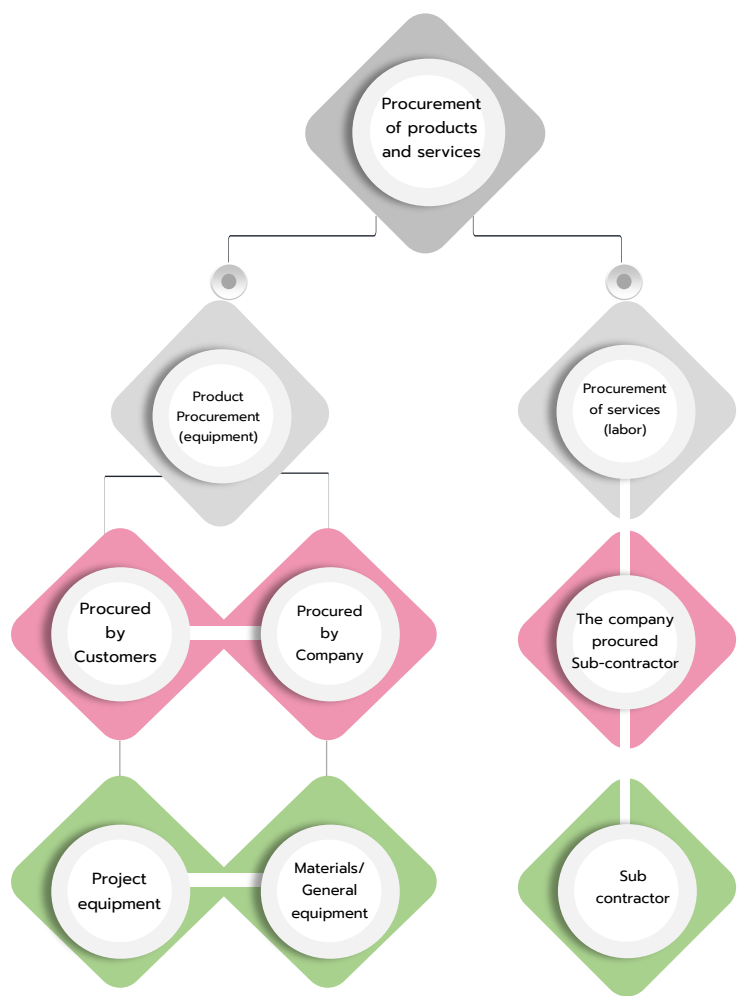 Procurement
of products
and services
Product
Procurement
(equipment)
Procurement
of services
(labor)
Procured
by
Customers
Procured
by
Company
The company
procured
Sub-contractor
Project
equipment
Materials/
General
equipment
Sub
contractor